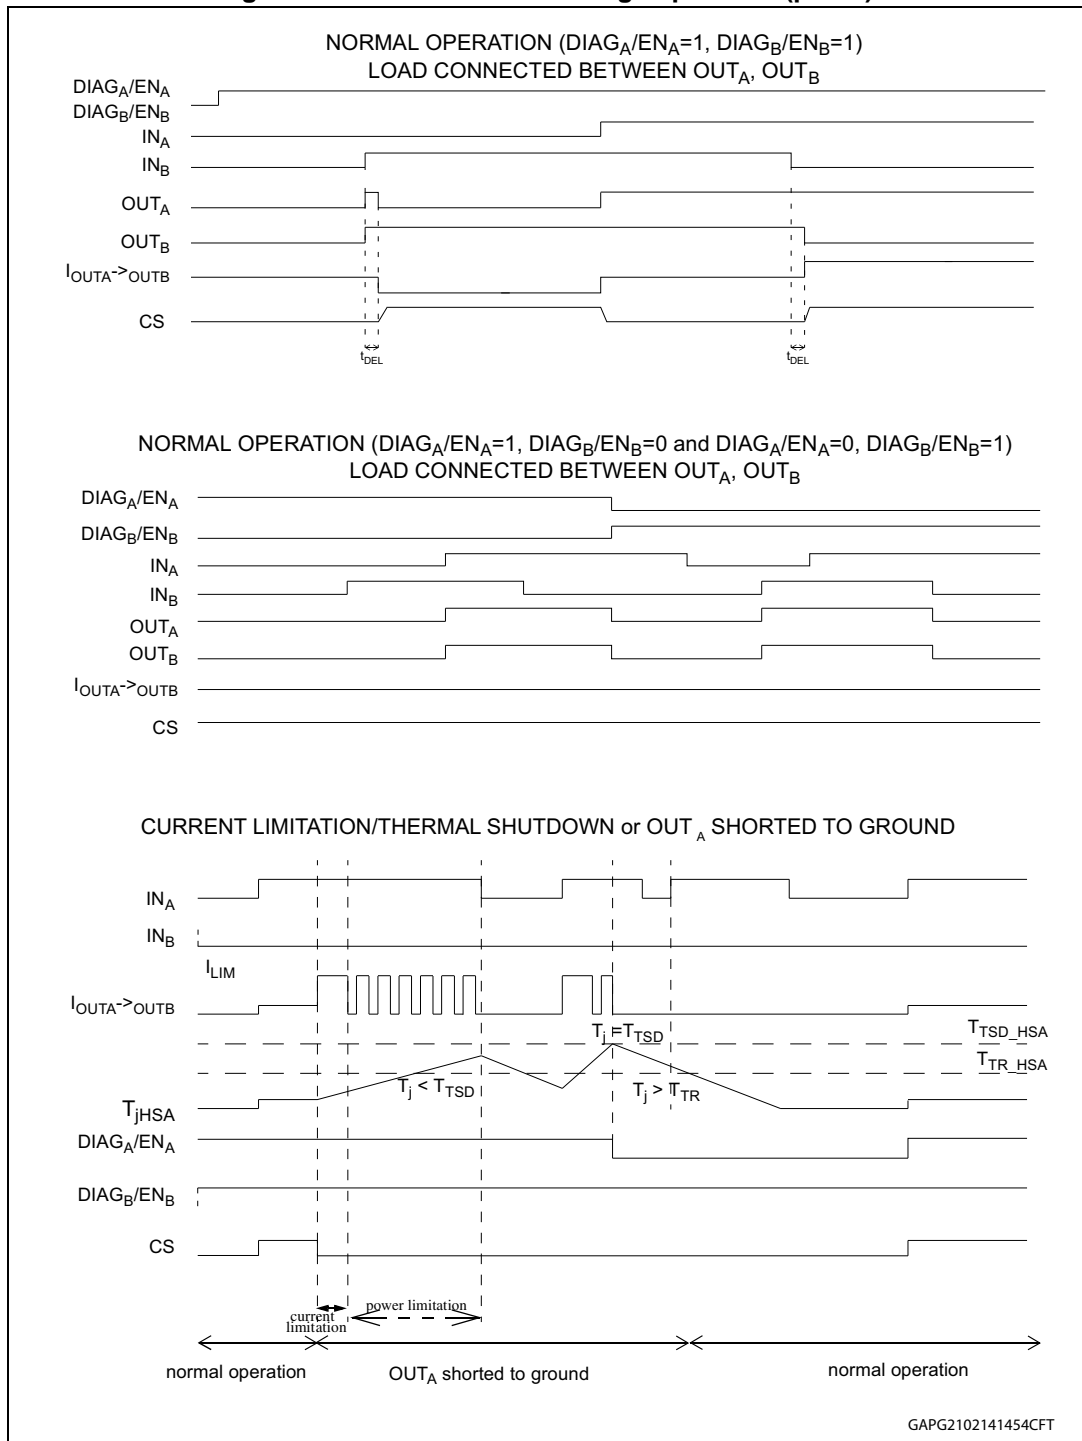 NORMAL OPERATION (DIAGA/ENA=1, DIAGB/ENB=1)
LOAD CONNECTED BETWEEN OUTA, OUTB
DIAGA/ENA
DIAGB/ENB
INA
INB
OUTA
OUTB
IOUTA->OUTB
CS
tDEL
tDEL
NORMAL OPERATION (DIAGA/ENA=1, DIAGB/ENB=0 and DIAGA/ENA=0, DIAGB/ENB=1)
LOAD CONNECTED BETWEEN OUTA, OUTB
DIAGA/ENA
DIAGB/ENB
INA
INB
OUTA
OUTB
IOUTA->OUTB
CS
CURRENT LIMITATION/THERMAL SHUTDOWN or OUT A SHORTED TO GROUND
INA
INB
ILIM
IOUTA->OUTB
Tj =TTSD
TTSD_HSA
TTR_HSA
Tj < TTSD
Tj > TTR
TjHSA
DIAGA/ENA
DIAGB/ENB
CS
current
limitation
power limitation
normal operation
OUTA shorted to ground
normal operation
GAPG2102141454CFT